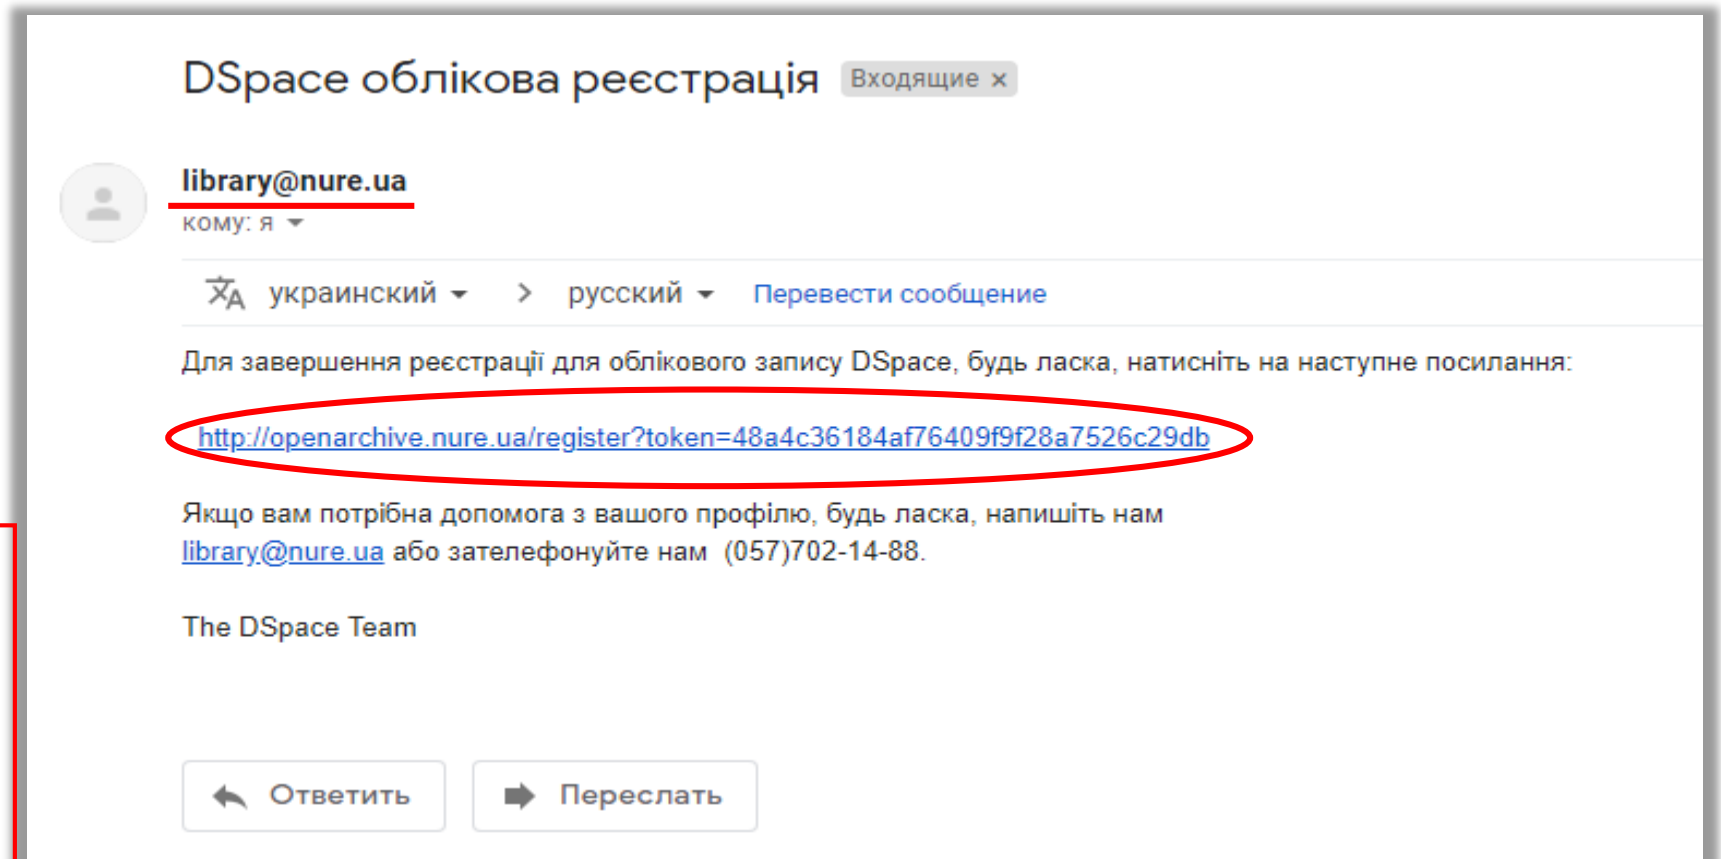 DSpace облікова реєстрація Входящие ×
library@nure.ua
кому: я
украинский > русский Перевести сообщение
Для завершення реєстрації для облікового запису DSpace, будь ласка, натисніть на наступне посилання:
http://openarchive.nure.ua/register?token=48a4c36184af76409f9f28a7526c29db
Якщо вам потрібна допомога з вашого профілю, будь ласка, напишіть нам
library@nure.ua або зателефонуйте нам (057)702-14-88.
The DSpace Team
Ответить Переслать